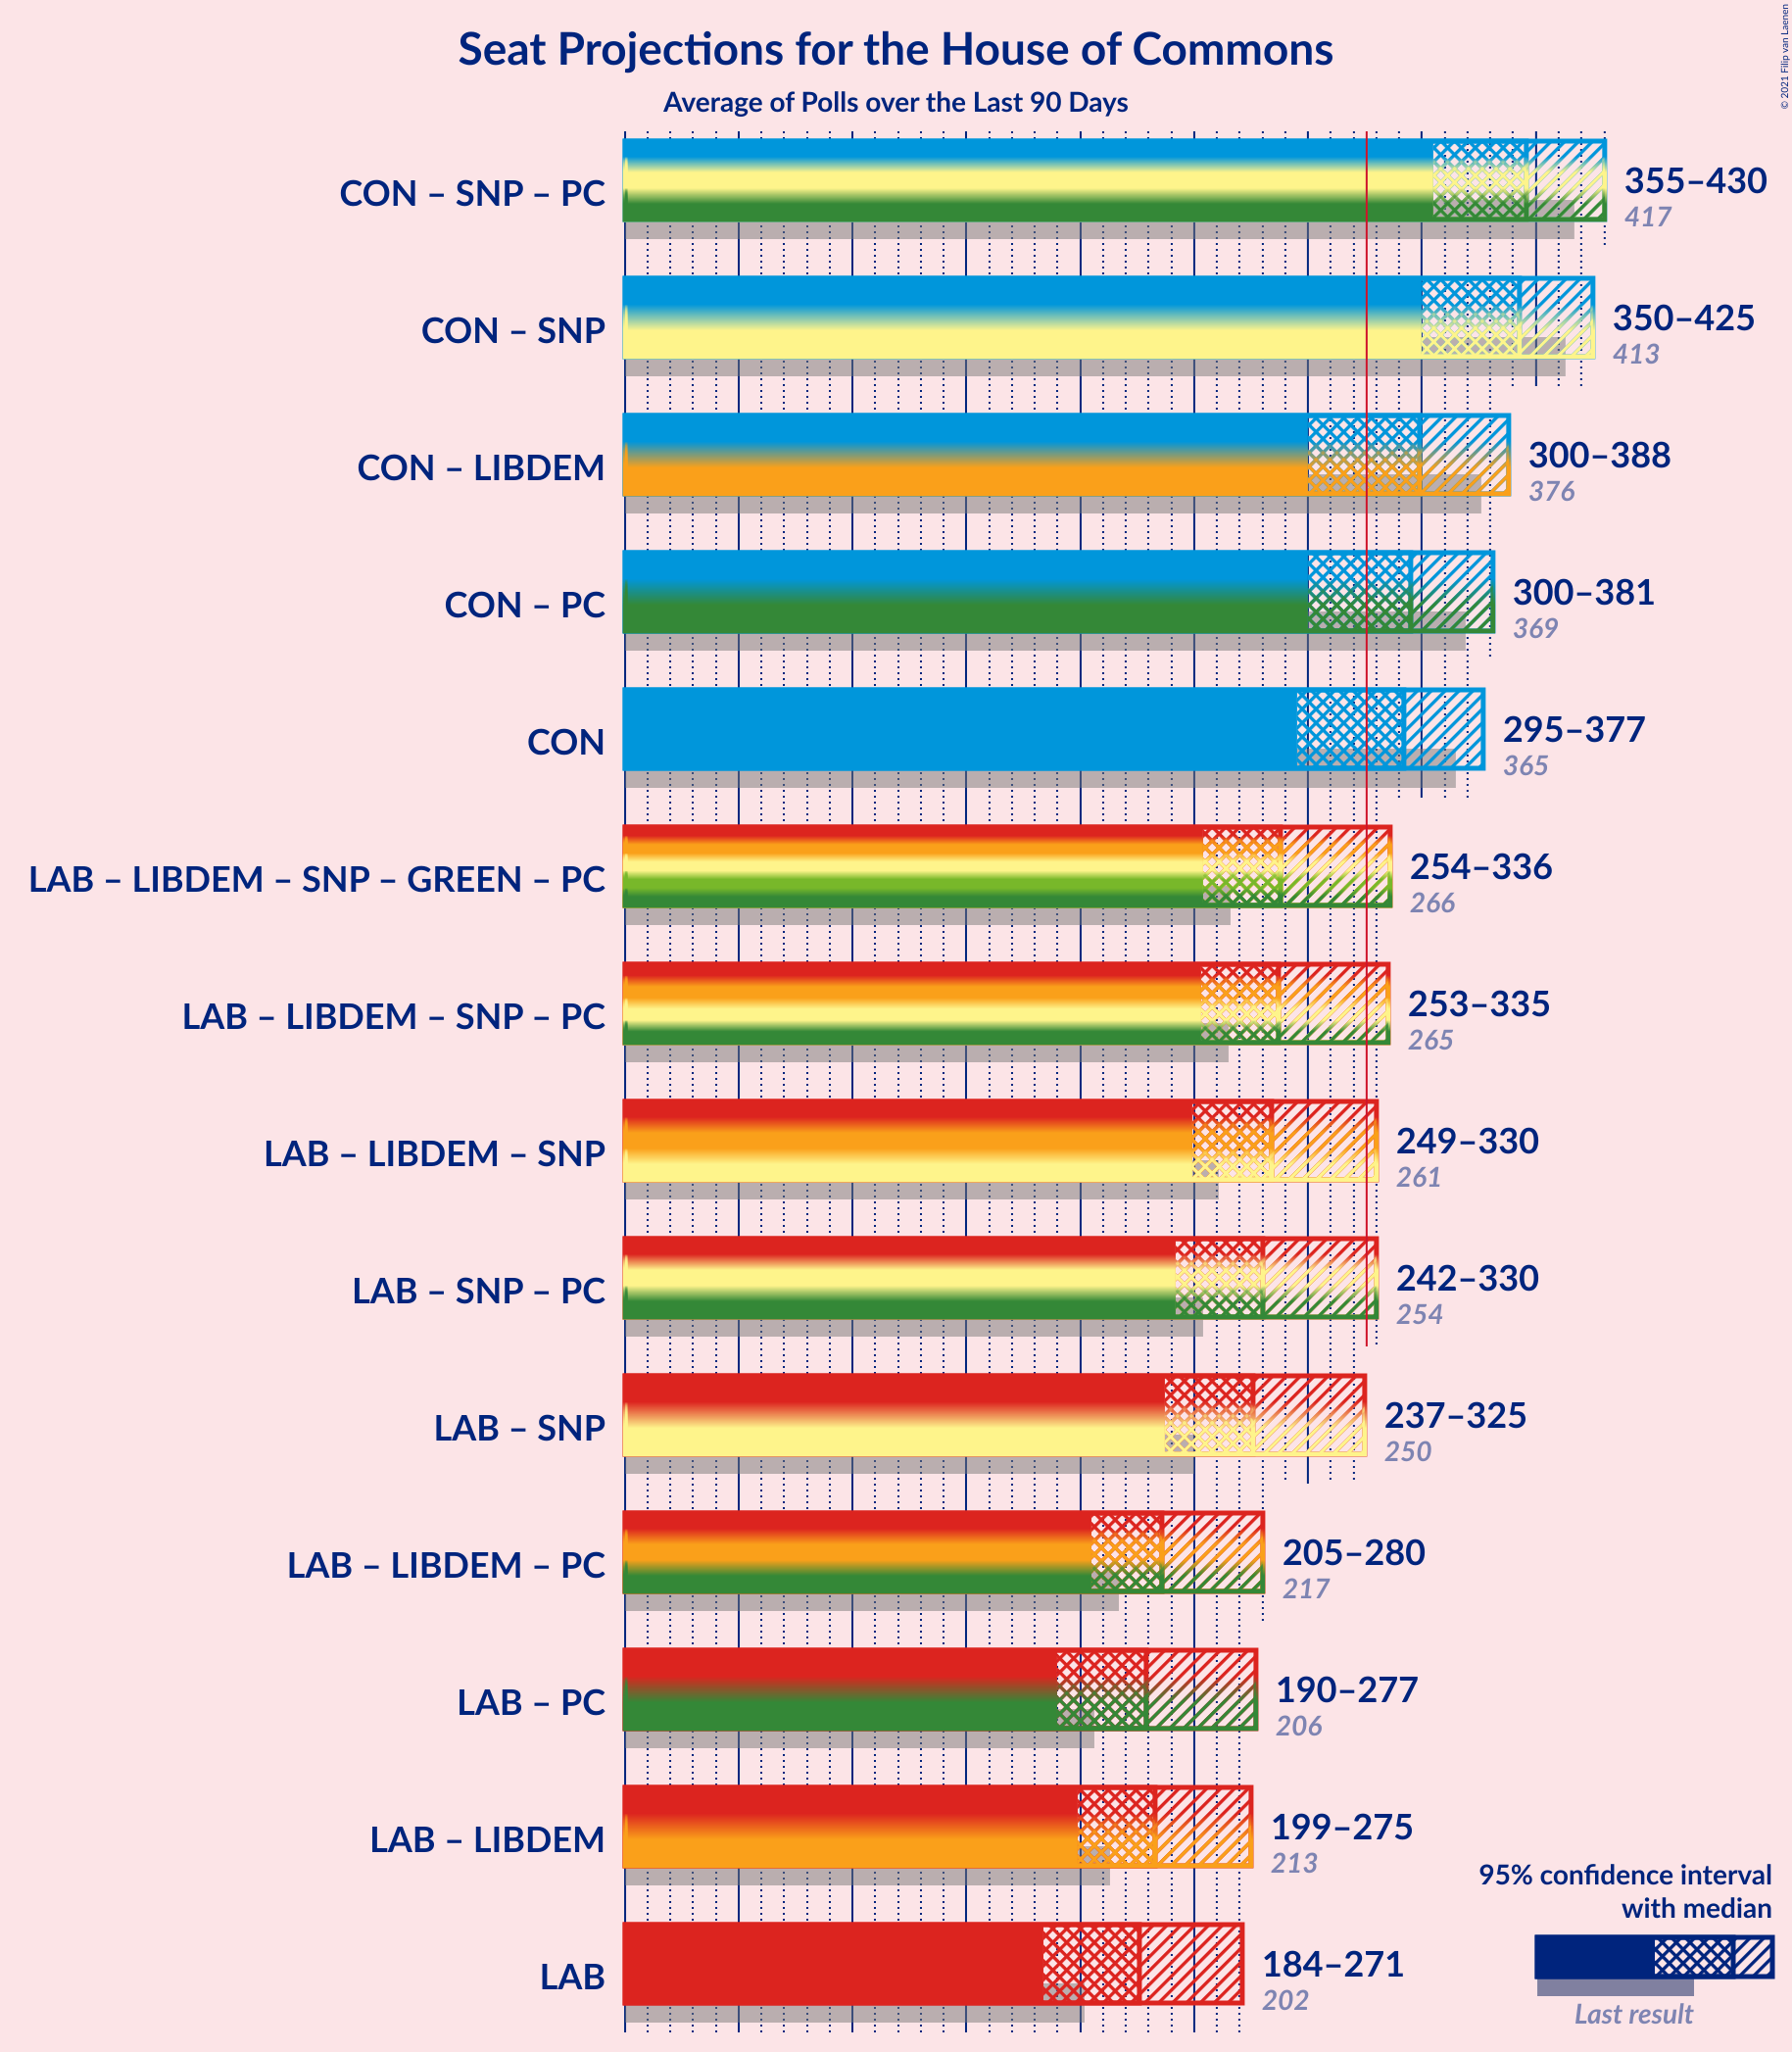 Seat Projections for the House of Commons
Average of Polls over the Last 90 Days
© 2021 Filip van Laenen
CON – SNP – PC
355–430
417
CON – SNP
350–425
413
CON – LIBDEM
300–388
376
CON – PC
300–381
369
CON
295–377
365
LAB – LIBDEM – SNP – GREEN – PC
254–336
266
LAB – LIBDEM – SNP – PC
253–335
265
LAB – LIBDEM – SNP
249–330
261
LAB – SNP – PC
242–330
254
LAB – SNP
237–325
250
LAB – LIBDEM – PC
205–280
217
LAB – PC
190–277
206
LAB – LIBDEM
199–275
213
LAB
184–271
202
95% confidence interval
with median
Last result